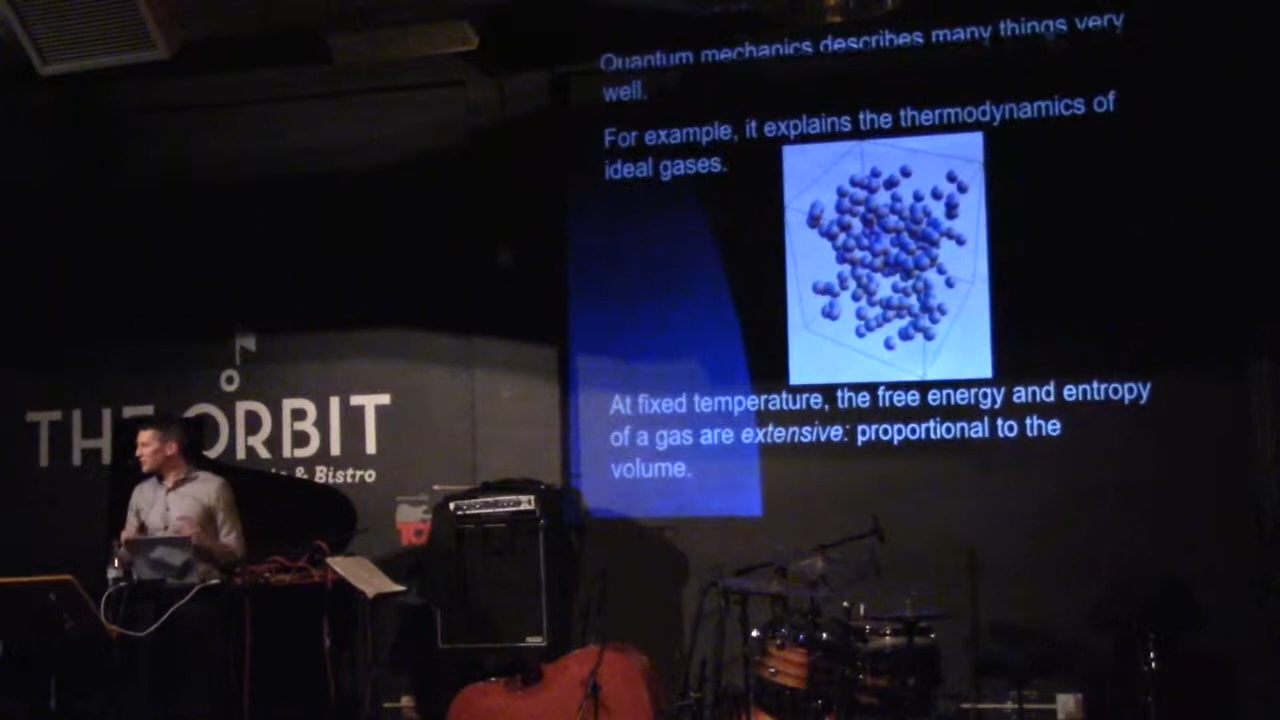 Quantum mechanics describes many things very
well.
For example, it explains the thermodynamics of
ideal gases.
At fixed temperature, the free energy and entropy
of a gas are extensive: proportional to the
volume.
THE ORBIT
& Bistro